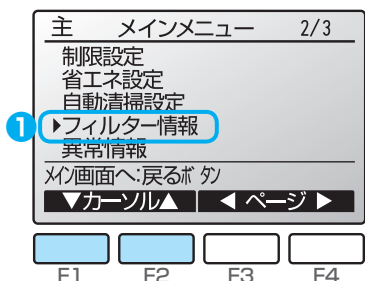 主 メインメニュー 2/3
制限設定
省エネ設定
自動清掃設定
1 ▶フィルター情報
異常情報
メイン画面へ:戻るボタン
▼カーソル▲ ◀ ページ ▶
F1 F2 F3 F4